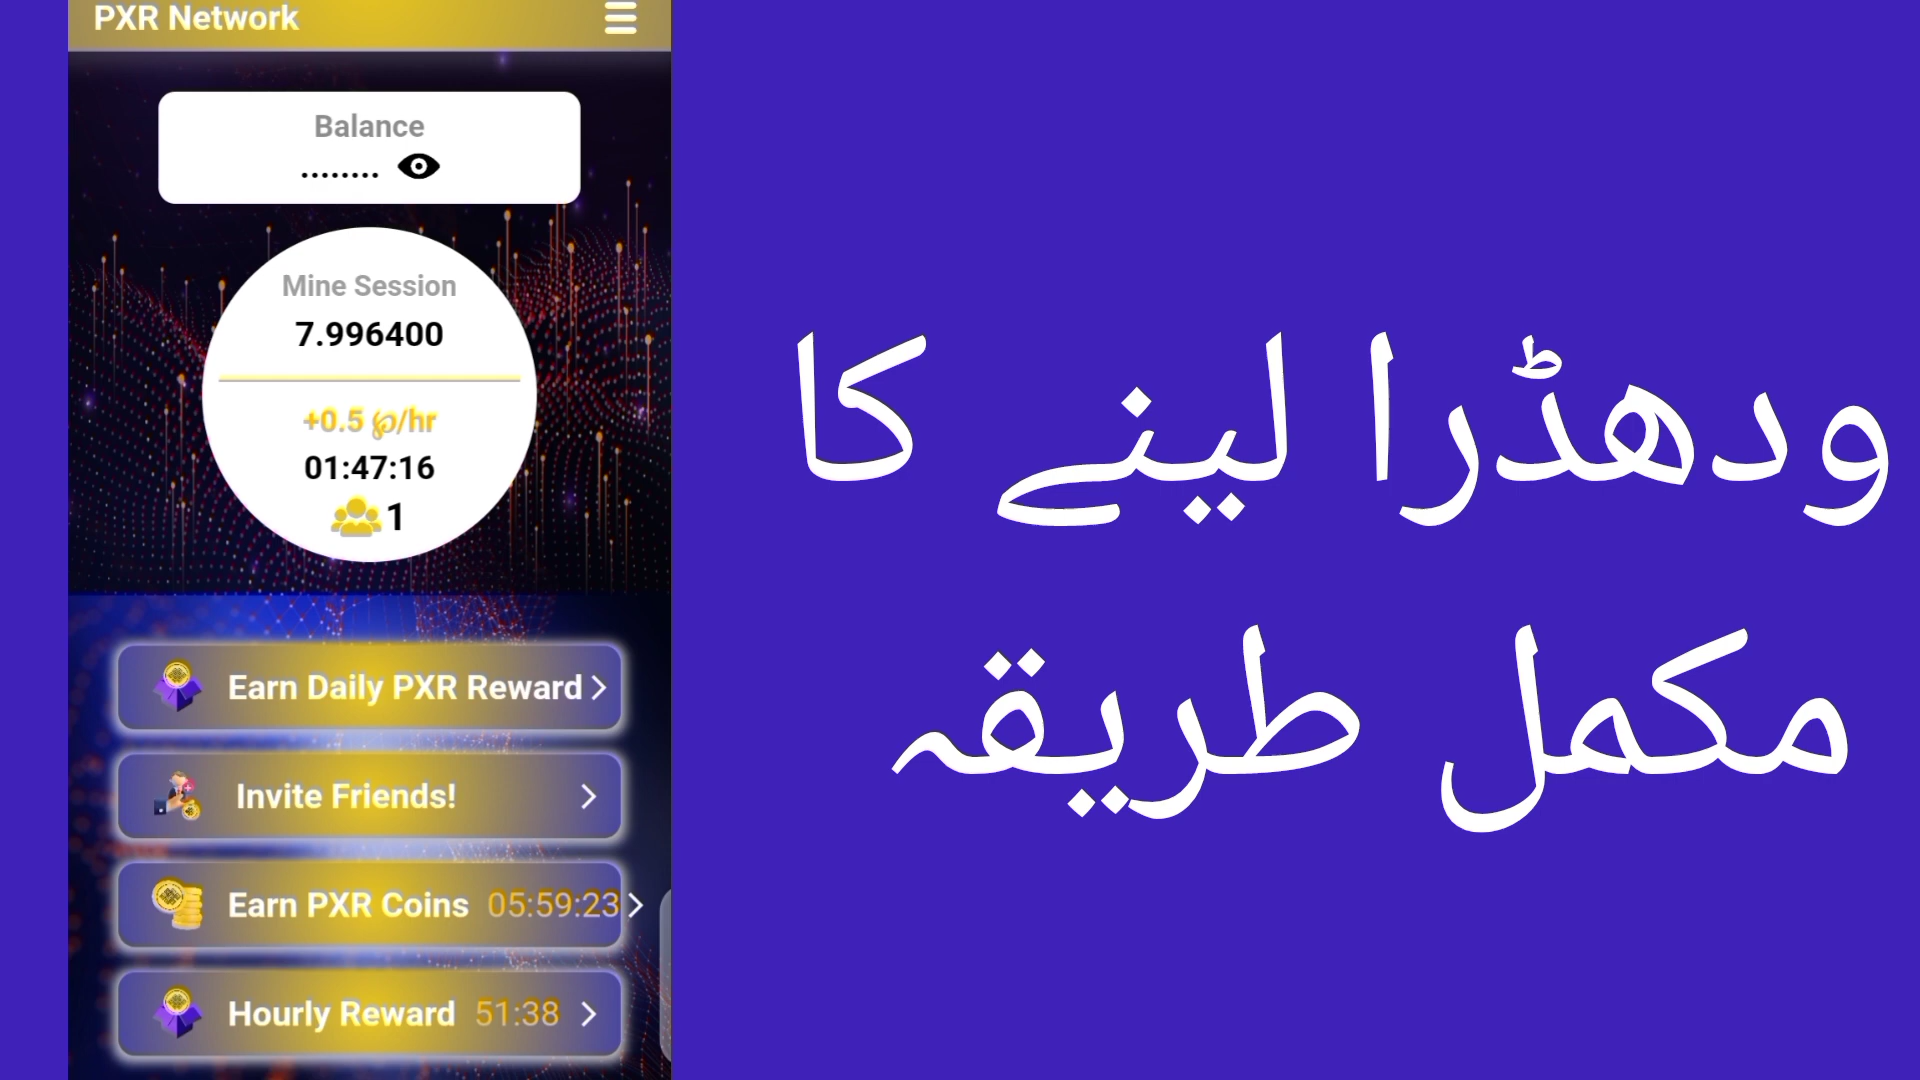 PXR Network
Balance
........
Mine Session
7.996400
+0.5 ℘/hr
01:47:16
1
Earn Daily PXR Reward
Invite Friends!
Earn PXR Coins 05:59:23
Hourly Reward 51:38
ودھڈرا لینے کا
مکمل طریقہ